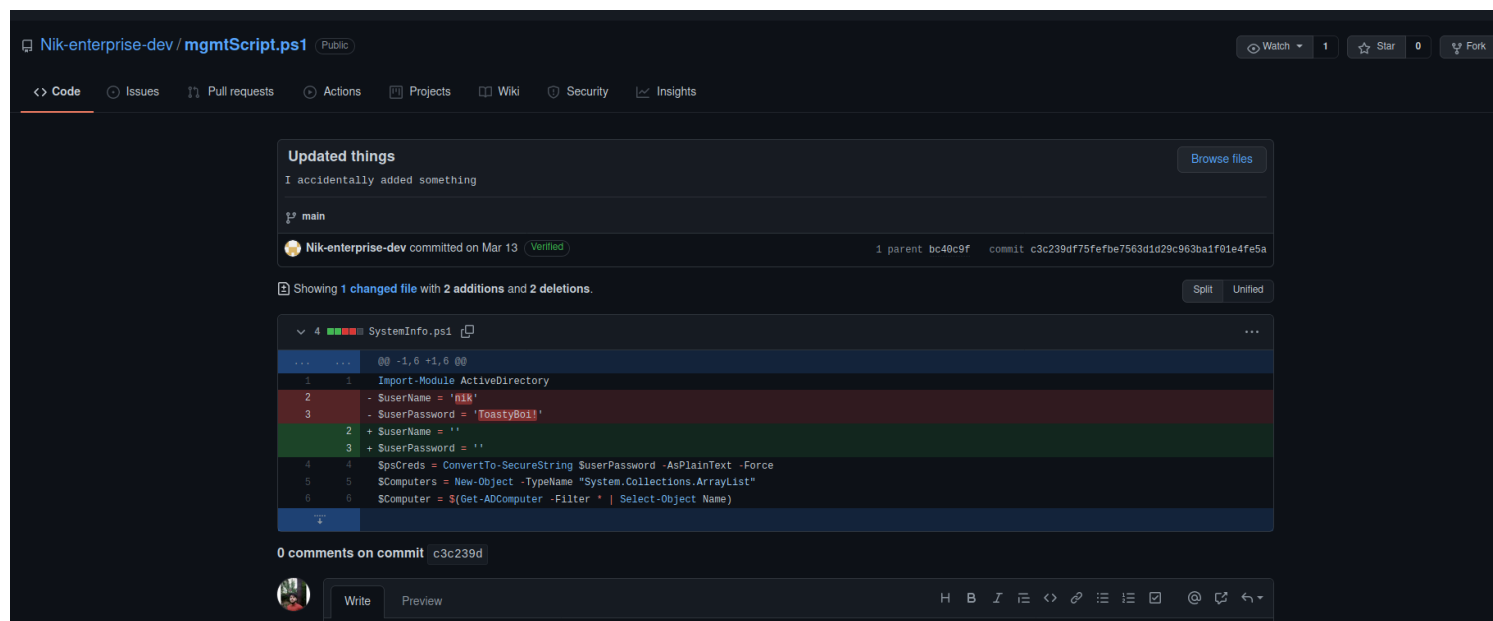 Nik-enterprise-dev / mgmtScript.ps1 Public Watch 1 Star 0 Fork
Code Issues Pull requests Actions Projects Wiki Security Insights
Updated things Browse files
I accidentally added something
main
Nik-enterprise-dev committed on Mar 13 Verified 1 parent bc40c9f commit c3c239df75fefbe7563d1d29c963ba1f01e4fe5a
Showing 1 changed file with 2 additions and 2 deletions. Split Unified
4 SystemInfo.ps1 ...
... ... @@ -1,6 +1,6 @@
1 1 Import-Module ActiveDirectory
2 - $userName = 'nik'
3 - $userPassword = 'ToastyBoi!'
2 + $userName = ''
3 + $userPassword = ''
4 4 $psCreds = ConvertTo-SecureString $userPassword -AsPlainText -Force
5 5 $Computers = New-Object -TypeName "System.Collections.ArrayList"
6 6 $Computer = $(Get-ADComputer -Filter * | Select-Object Name)
0 comments on commit c3c239d
Write Preview H B I @